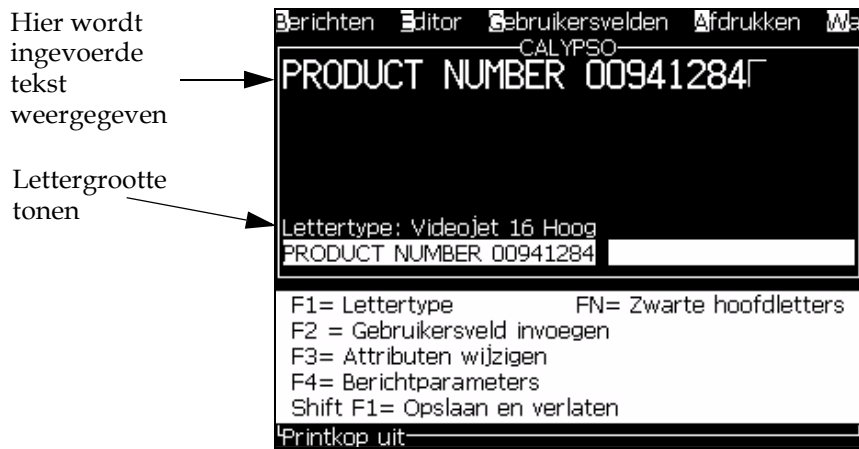 Hier wordt
ingevoerde
tekst
weergegeven
Lettergrootte
tonen
Berichten Editor Gebruikersvelden Afdrukken Wa
CALYPSO
PRODUCT NUMBER 00941284
Lettertype: Videojet 16 Hoog
PRODUCT NUMBER 00941284
F1= Lettertype FN= Zwarte hoofdletters
F2 = Gebruikersveld invoegen
F3= Attributen wijzigen
F4= Berichtparameters
Shift F1= Opslaan en verlaten
Printkop uit